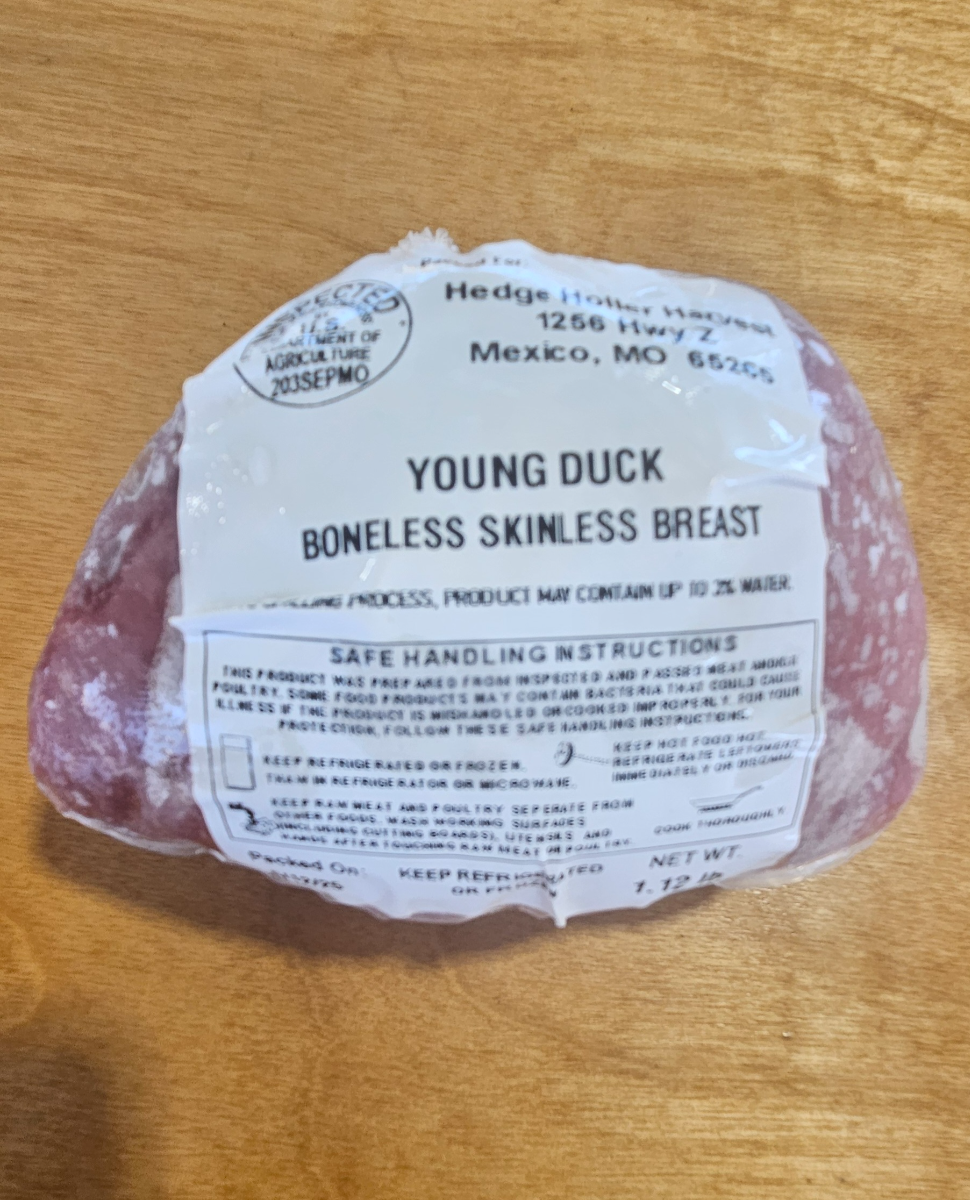 INSPECTED
U.S.
AGRICULTURE
203SEPMO
Hedge Holler Harvest
1256 Hwy Z
Mexico, MO 65265
YOUNG DUCK
BONELESS SKINLESS BREAST
PROCESS, PRODUCT MAY CONTAIN UP TO 2% WATER.
SAFE HANDLING INSTRUCTIONS
THIS PRODUCT WAS PREPARED FROM INSPECTED AND PASSED MEAT AND/OR
POULTRY. SOME FOOD PRODUCTS MAY CONTAIN BACTERIA THAT COULD CAUSE
ILLNESS IF THE PRODUCT IS MISHANDLED OR COOKED IMPROPERLY. FOR YOUR
PROTECTION, FOLLOW THESE SAFE HANDLING INSTRUCTIONS.
KEEP REFRIGERATED OR FROZEN.
THAW IN REFRIGERATOR OR MICROWAVE.
KEEP HOT FOOD HOT
REFRIGERATE LEFTOVERS
IMMEDIATELY OR DISCARD.
KEEP RAW MEAT AND POULTRY SEPERATE FROM
OTHER FOODS. WASH WORKING SURFACES
(INCLUDING CUTTING BOARDS), UTENSILS AND
HANDS AFTER TOUCHING RAW MEAT OR POULTRY.
COOK THOROUGHLY
Packed On:
KEEP REFRIGERATED
OR FROZEN
NET WT.
1.12 lb